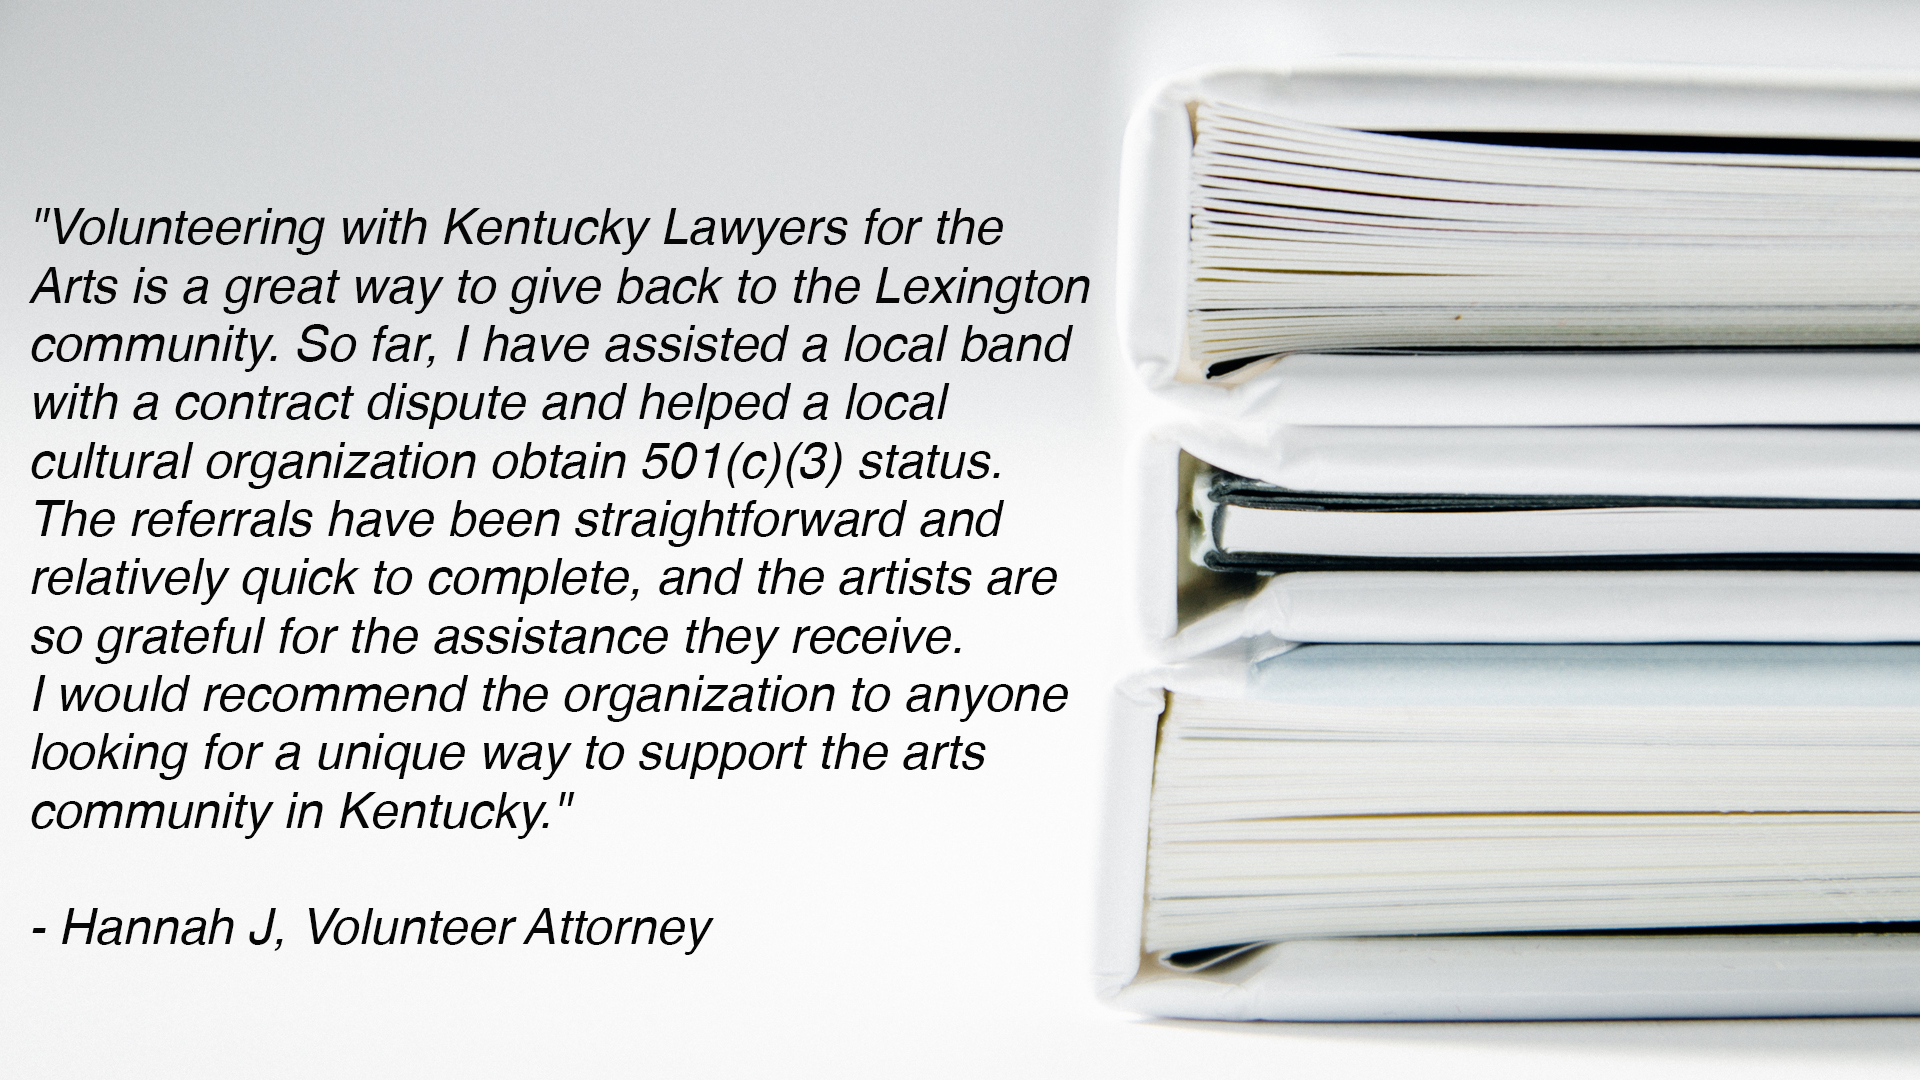 "Volunteering with Kentucky Lawyers for the
Arts is a great way to give back to the Lexington
community. So far, I have assisted a local band
with a contract dispute and helped a local
cultural organization obtain 501(c)(3) status.
The referrals have been straightforward and
relatively quick to complete, and the artists are
so grateful for the assistance they receive.
I would recommend the organization to anyone
looking for a unique way to support the arts
community in Kentucky."
- Hannah J, Volunteer Attorney